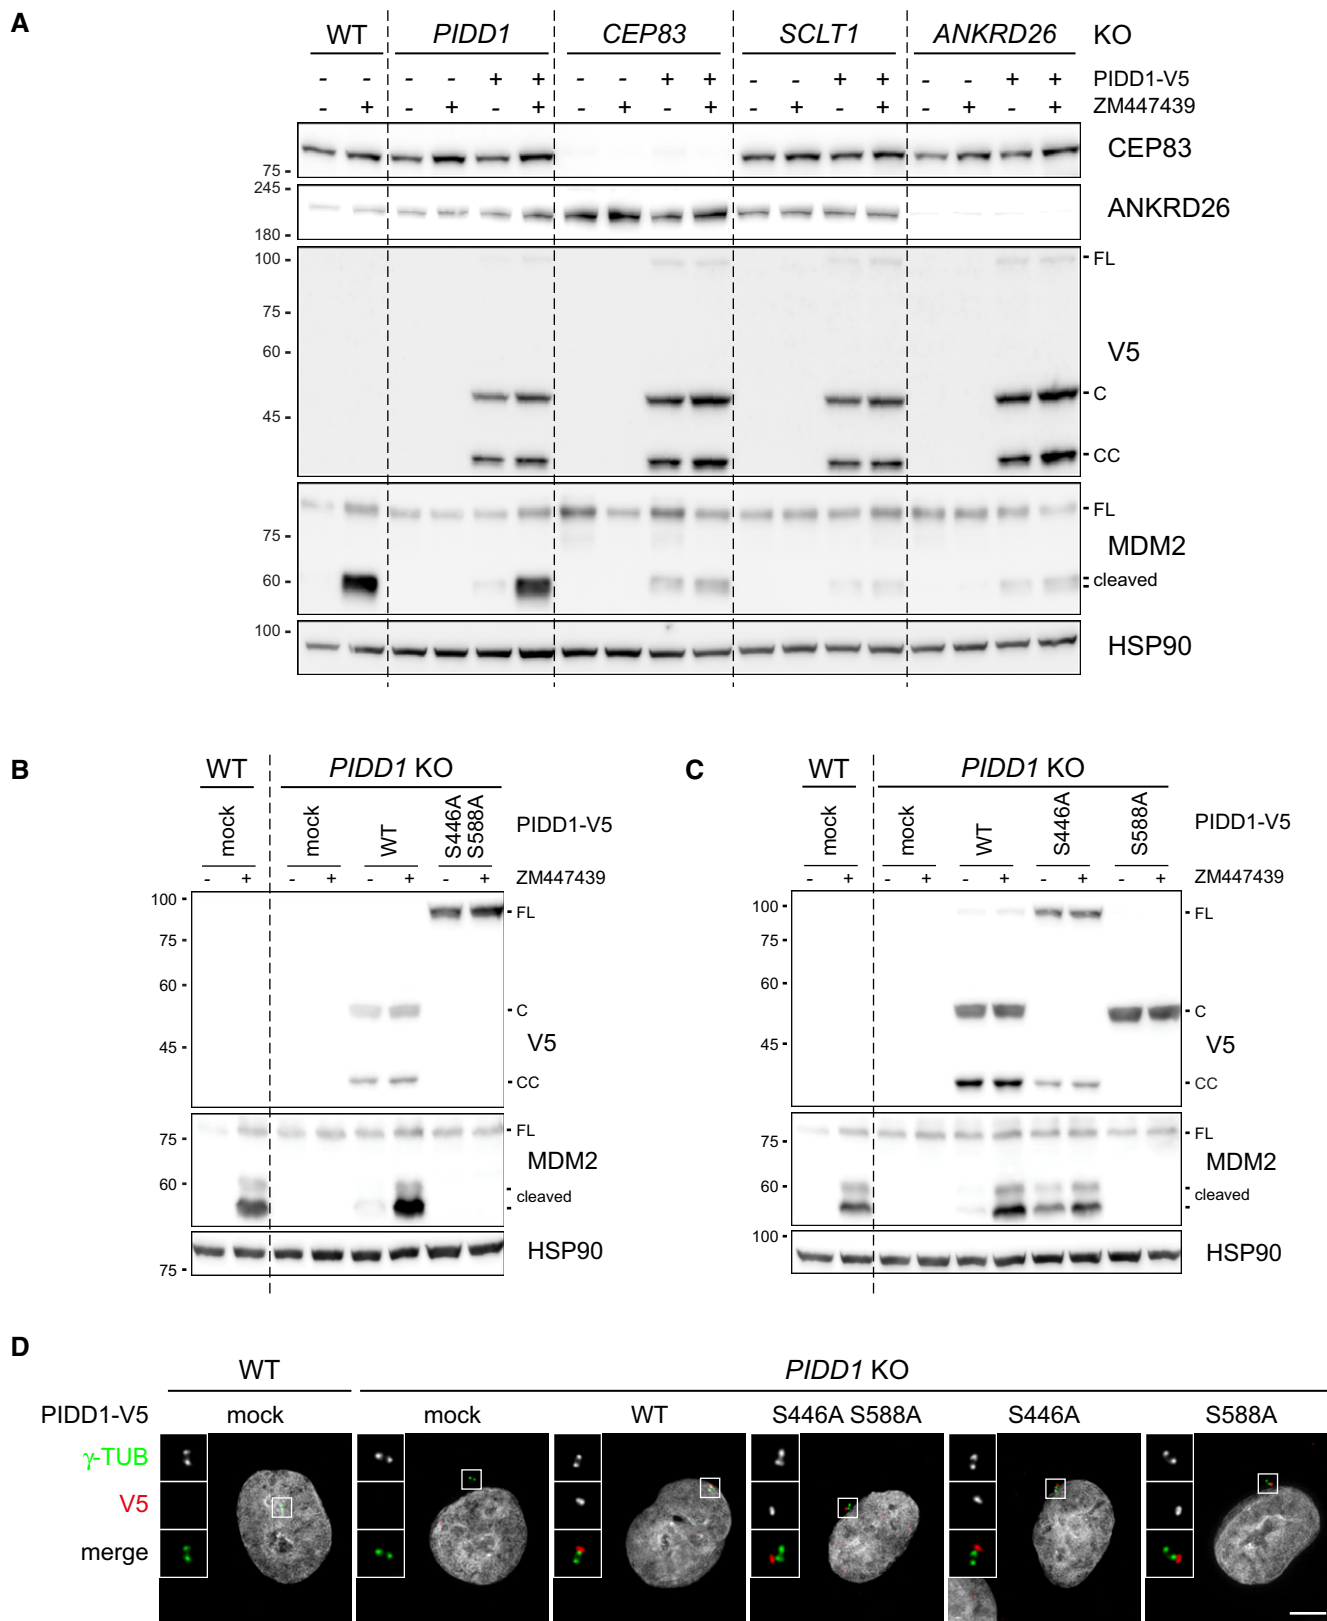 A
WT PIDD1 CEP83 SCLT1 ANKRD26 KO
- - - - + + - - + + - - + + - - + + PIDD1-V5
- + - + - + - + - + - + - + - + - + ZM447439
75 - CEP83
245 - ANKRD26
180 -
100 - - FL
75 -
60 - V5
- C
45 -
- CC
- FL
75 - MDM2
60 - cleaved
100 - HSP90
B
WT PIDD1 KO
mock mock WT S446A S588A PIDD1-V5
- + - + - + - + ZM447439
100 - - FL
75 -
60 -
- C
45 - V5
- CC
75 - - FL
MDM2
60 - cleaved
HSP90
75 -
C
WT PIDD1 KO
mock mock WT S446A S588A PIDD1-V5
- + - + - + - + - + ZM447439
100 - - FL
75 -
60 -
- C
45 - V5
- CC
75 - - FL
MDM2
60 - cleaved
100 - HSP90
D
WT PIDD1 KO
PIDD1-V5 mock mock WT S446A S588A S446A S588A
γ-TUB
V5
merge